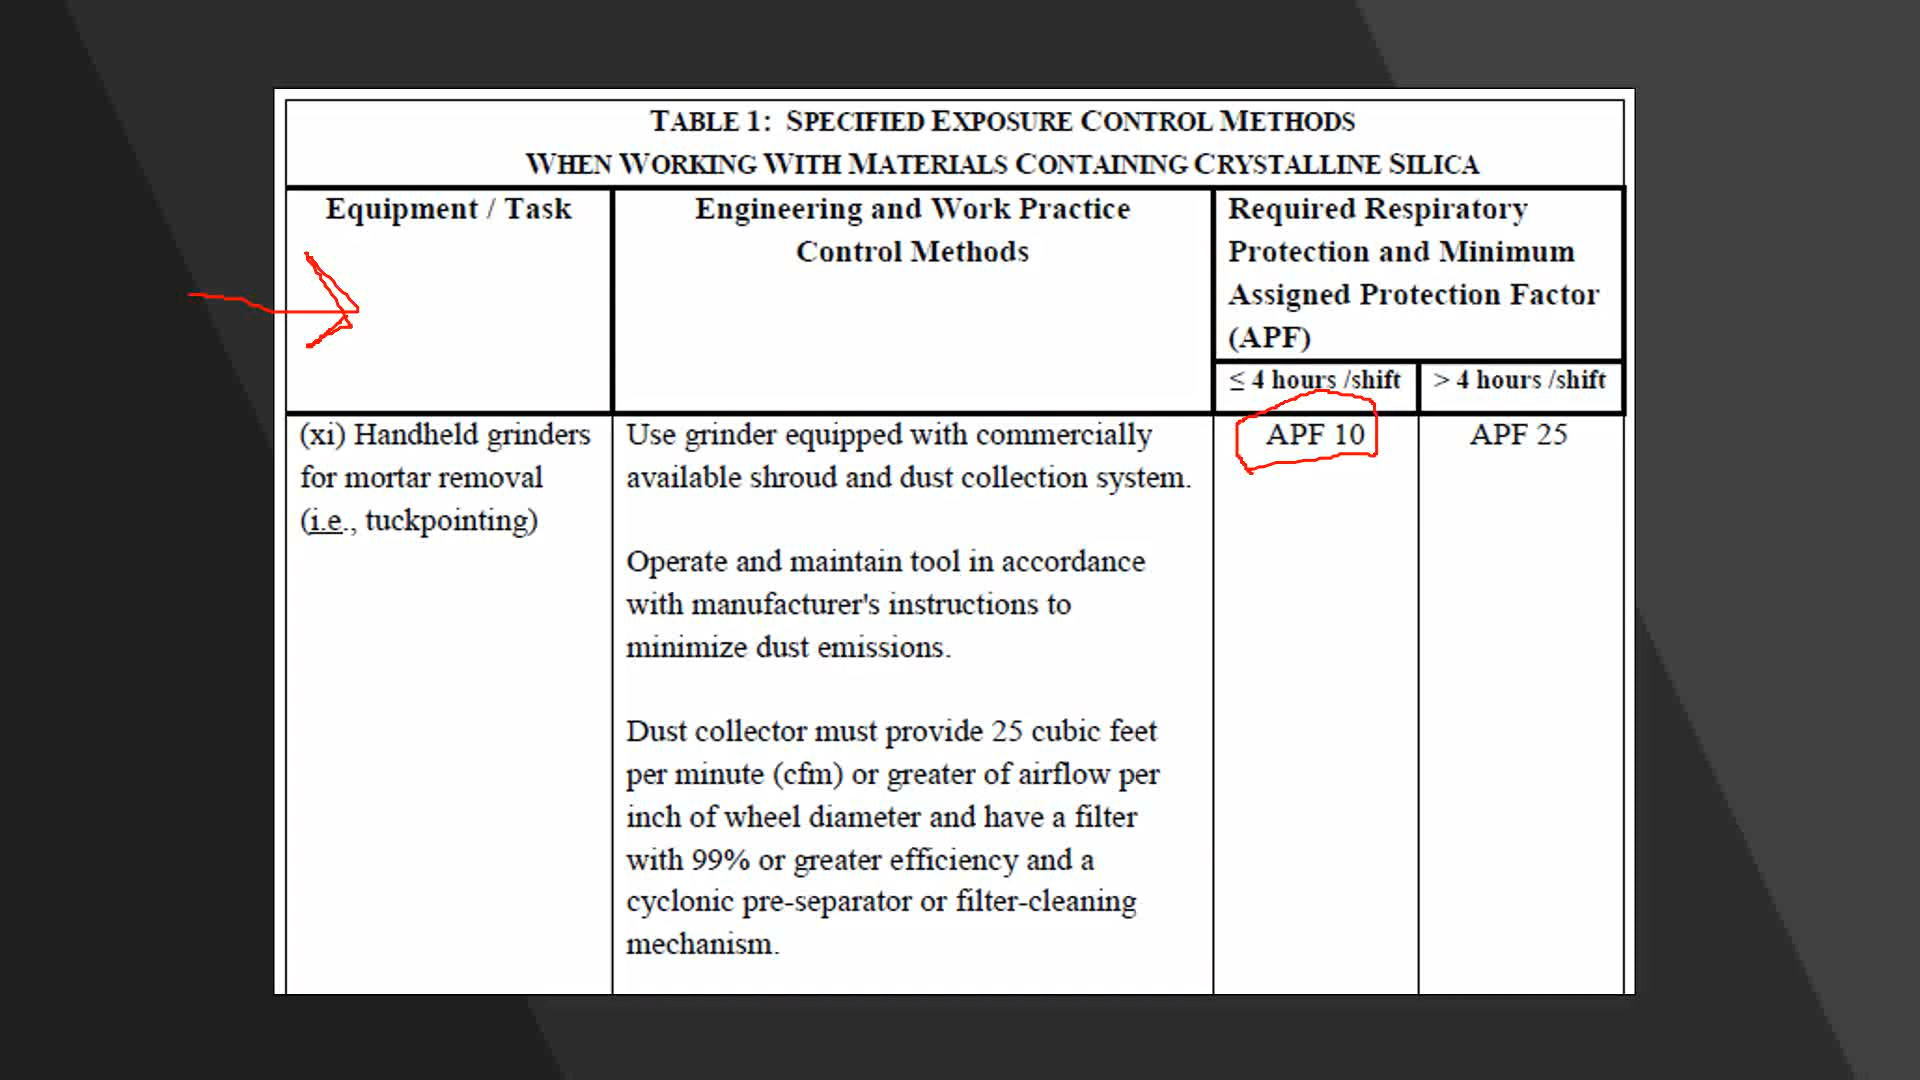 TABLE 1: SPECIFIED EXPOSURE CONTROL METHODS
WHEN WORKING WITH MATERIALS CONTAINING CRYSTALLINE SILICA
Equipment / Task
Engineering and Work Practice
Control Methods
Required Respiratory
Protection and Minimum
Assigned Protection Factor
(APF)
≤ 4 hours /shift
> 4 hours /shift
(xi) Handheld grinders
for mortar removal
(i.e., tuckpointing)
Use grinder equipped with commercially
available shroud and dust collection system.
Operate and maintain tool in accordance
with manufacturer's instructions to
minimize dust emissions.
Dust collector must provide 25 cubic feet
per minute (cfm) or greater of airflow per
inch of wheel diameter and have a filter
with 99% or greater efficiency and a
cyclonic pre-separator or filter-cleaning
mechanism.
APF 10
APF 25